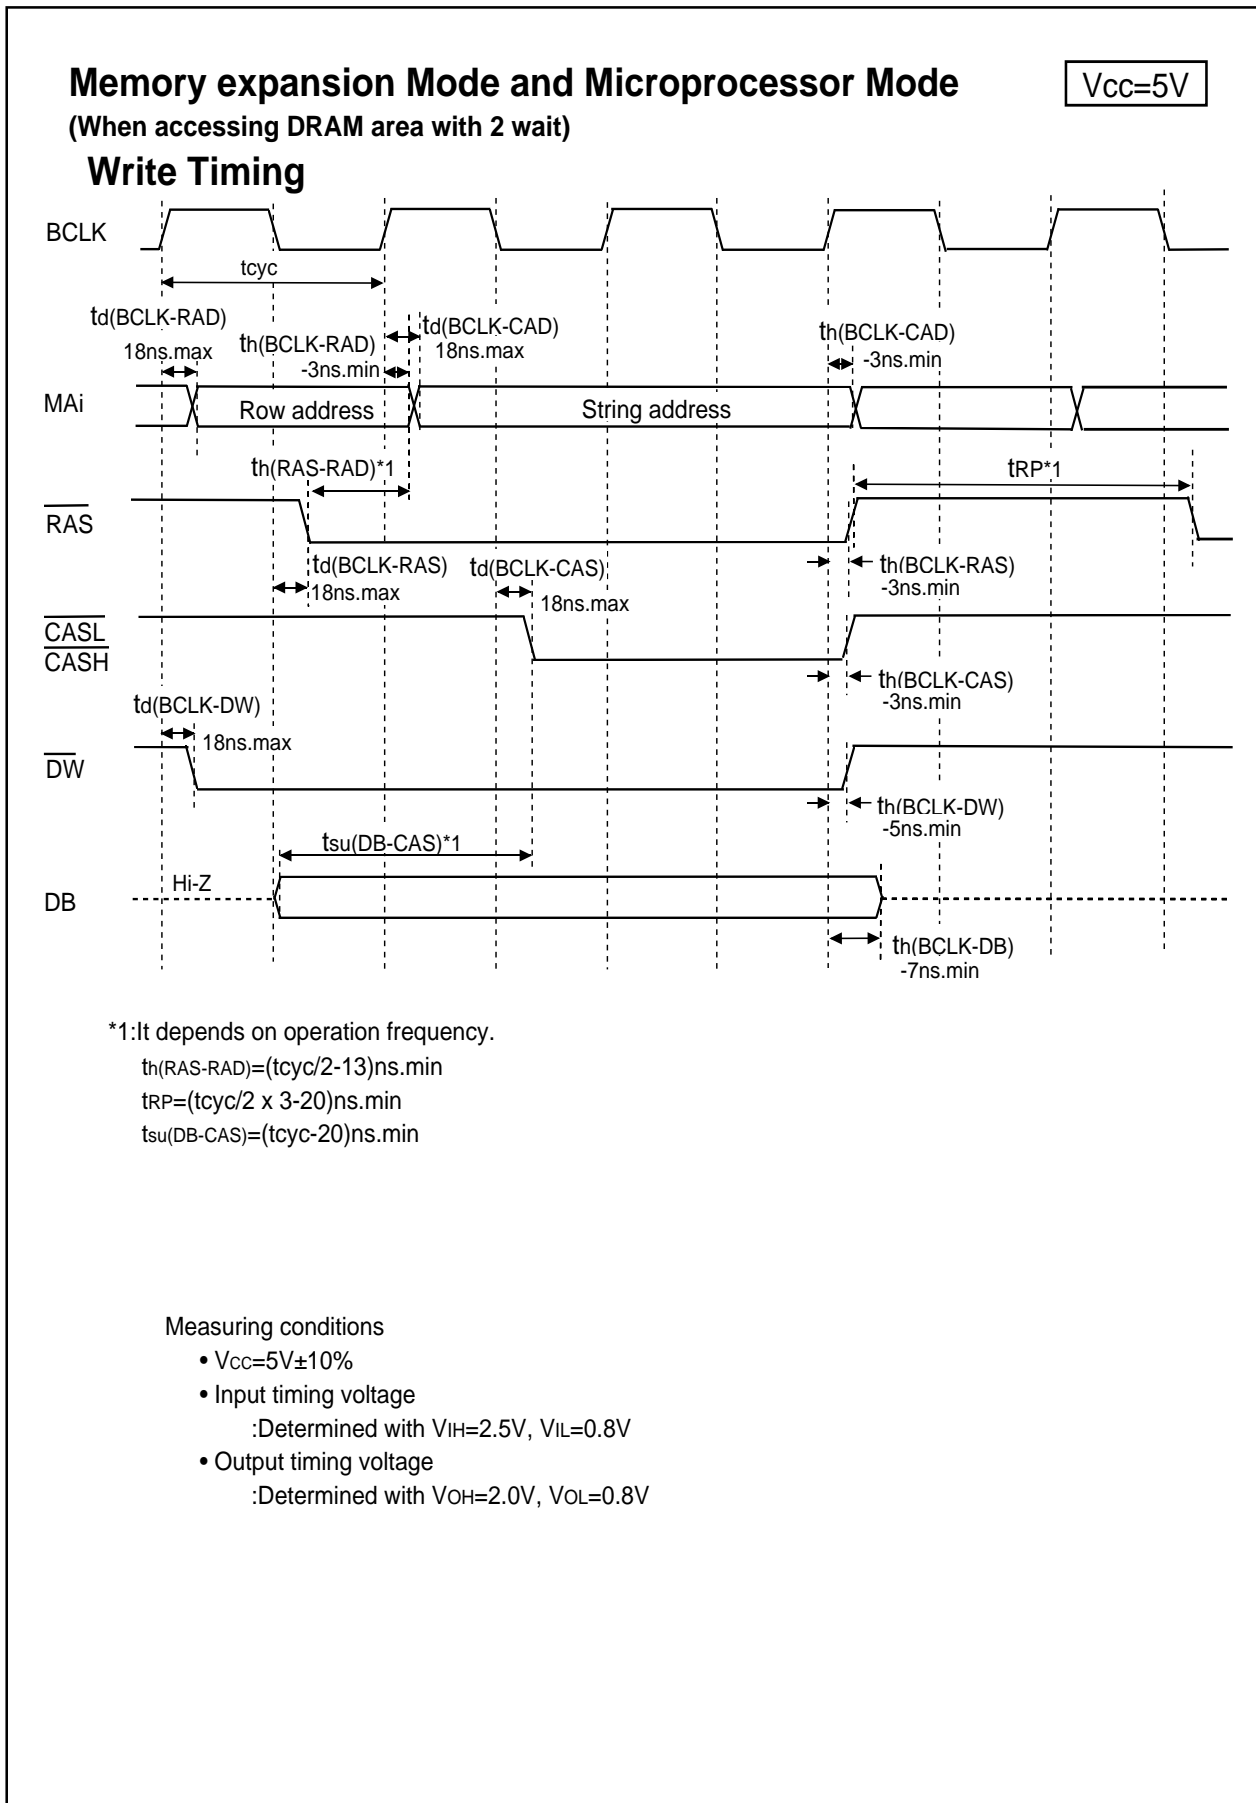 Memory expansion Mode and Microprocessor Mode
Vcc=5V
(When accessing DRAM area with 2 wait)
Write Timing
BCLK
tcyc
td(BCLK-RAD)
18ns.max
th(BCLK-RAD)
-3ns.min
td(BCLK-CAD)
18ns.max
th(BCLK-CAD)
-3ns.min
MAi
Row address
String address
th(RAS-RAD)*1
tRP*1
RAS
td(BCLK-RAS)
18ns.max
td(BCLK-CAS)
18ns.max
th(BCLK-RAS)
-3ns.min
CASL
CASH
th(BCLK-CAS)
-3ns.min
td(BCLK-DW)
18ns.max
DW
th(BCLK-DW)
-5ns.min
tsu(DB-CAS)*1
Hi-Z
DB
th(BCLK-DB)
-7ns.min
*1:It depends on operation frequency.
th(RAS-RAD)=(tcyc/2-13)ns.min
tRP=(tcyc/2 x 3-20)ns.min
tsu(DB-CAS)=(tcyc-20)ns.min
Measuring conditions
• VCC=5V±10%
• Input timing voltage
:Determined with VIH=2.5V, VIL=0.8V
• Output timing voltage
:Determined with VOH=2.0V, VOL=0.8V